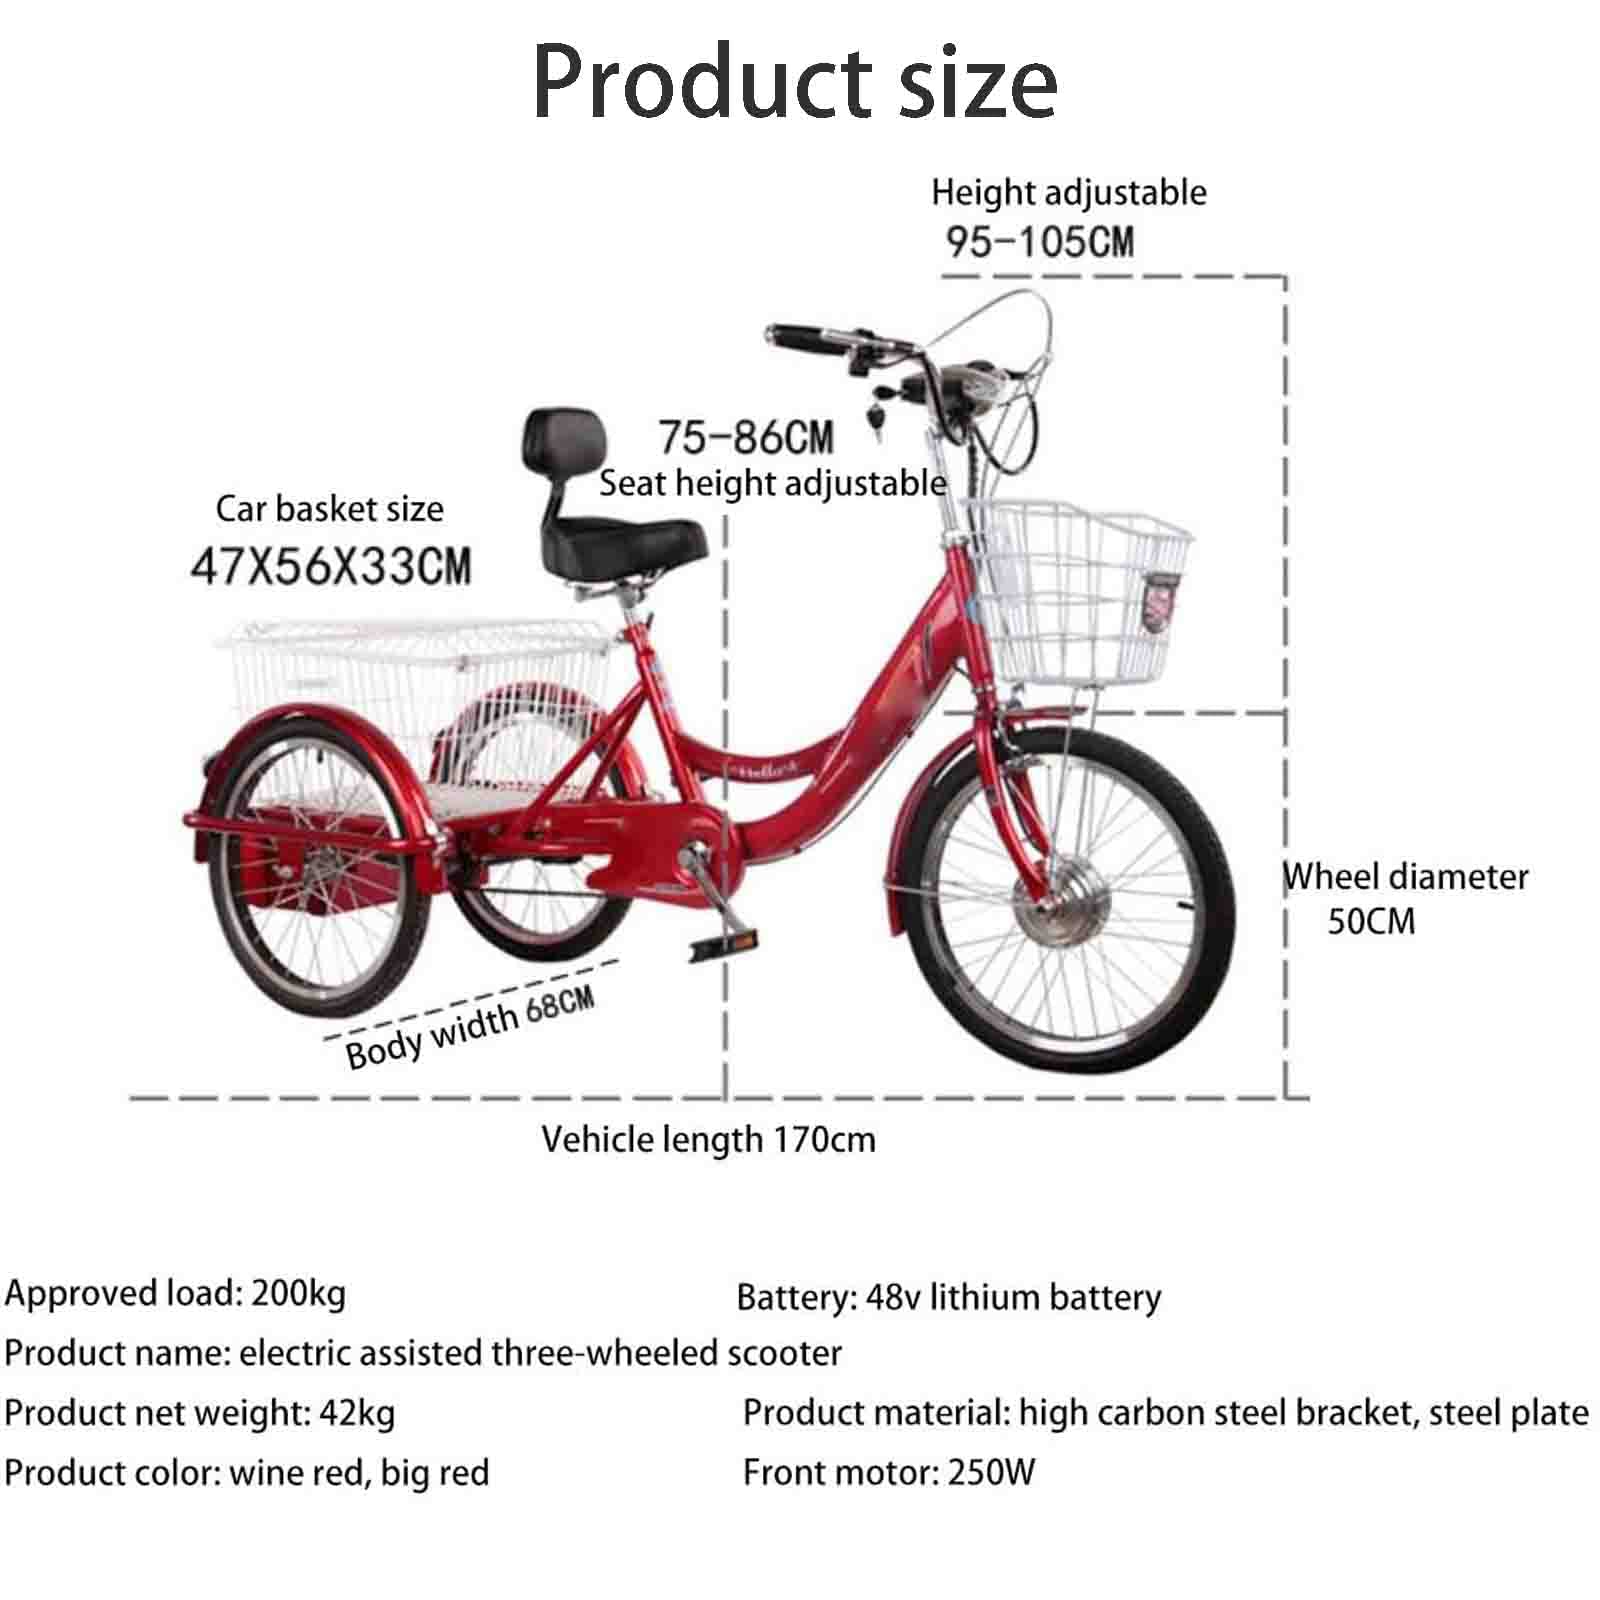 Product size
Height adjustable
95-105CM
75-86CM
Seat height adjustable
Car basket size
47X56X33CM
Wheel diameter
50CM
Body width 68CM
Vehicle length 170cm
Approved load: 200kg
Battery: 48v lithium battery
Product name: electric assisted three-wheeled scooter
Product net weight: 42kg
Product material: high carbon steel bracket, steel plate
Product color: wine red, big red
Front motor: 250W